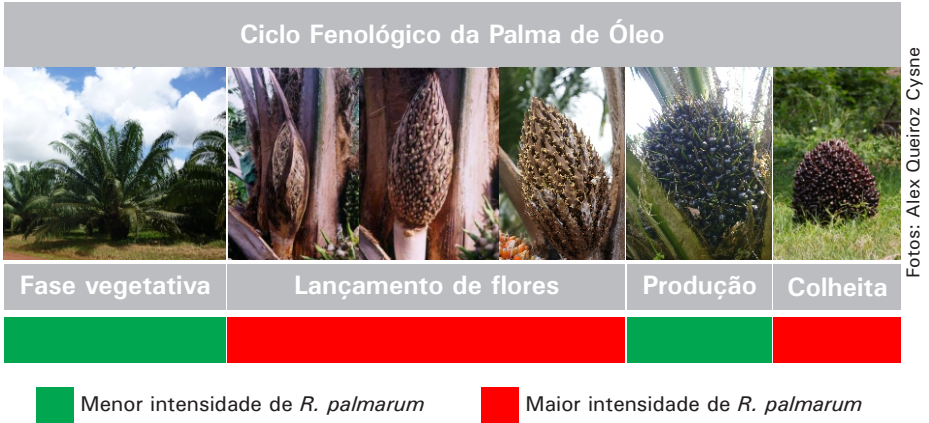 Ciclo Fenológico da Palma de Óleo
Fotos: Alex Queiroz Cysne
Fase vegetativa
Lançamento de flores
Produção
Colheita
Menor intensidade de R. palmarum
Maior intensidade de R. palmarum